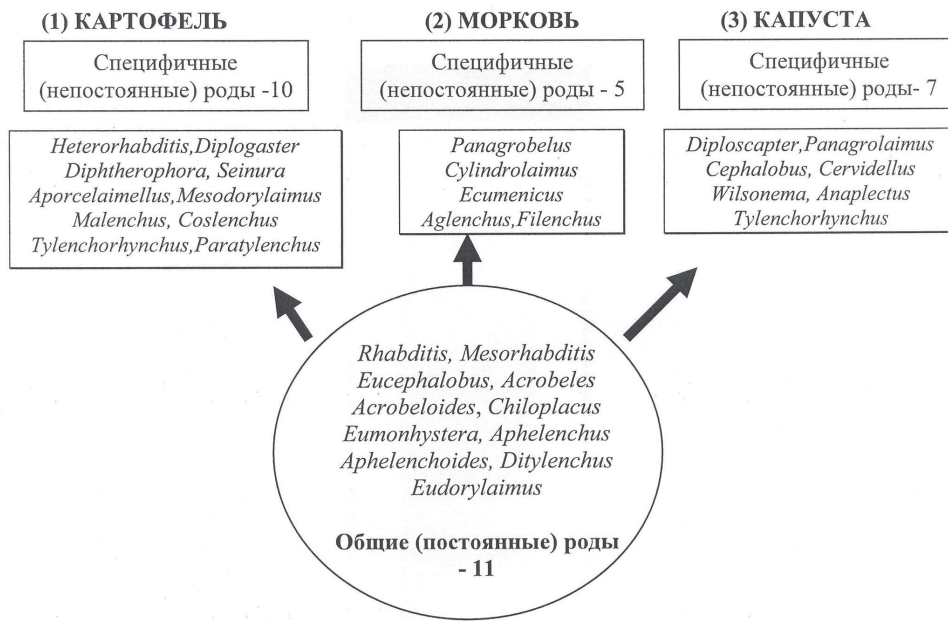 (1) КАРТОФЕЛЬ
Специфичные
(непостоянные) роды -10
Heterorhabditis,Diplogaster
Diphtherophora, Seinura
Aporcelaimellus,Mesodorylaimus
Malenchus, Coslenchus
Tylenchorhynchus,Paratylenchus
(2) МОРКОВЬ
Специфичные
(непостоянные) роды - 5
Panagrobelus
Cylindrolaimus
Ecumenicus
Aglenchus,Filenchus
(3) КАПУСТА
Специфичные
(непостоянные) роды- 7
Diploscapter,Panagrolaimus
Cephalobus, Cervidellus
Wilsonema, Anaplectus
Tylenchorhynchus
Rhabditis, Mesorhabditis
Eucephalobus, Acrobeles
Acrobeloides, Chiloplacus
Eumonhystera, Aphelenchus
Aphelenchoides, Ditylenchus
Eudorylaimus
Общие (постоянные) роды
- 11